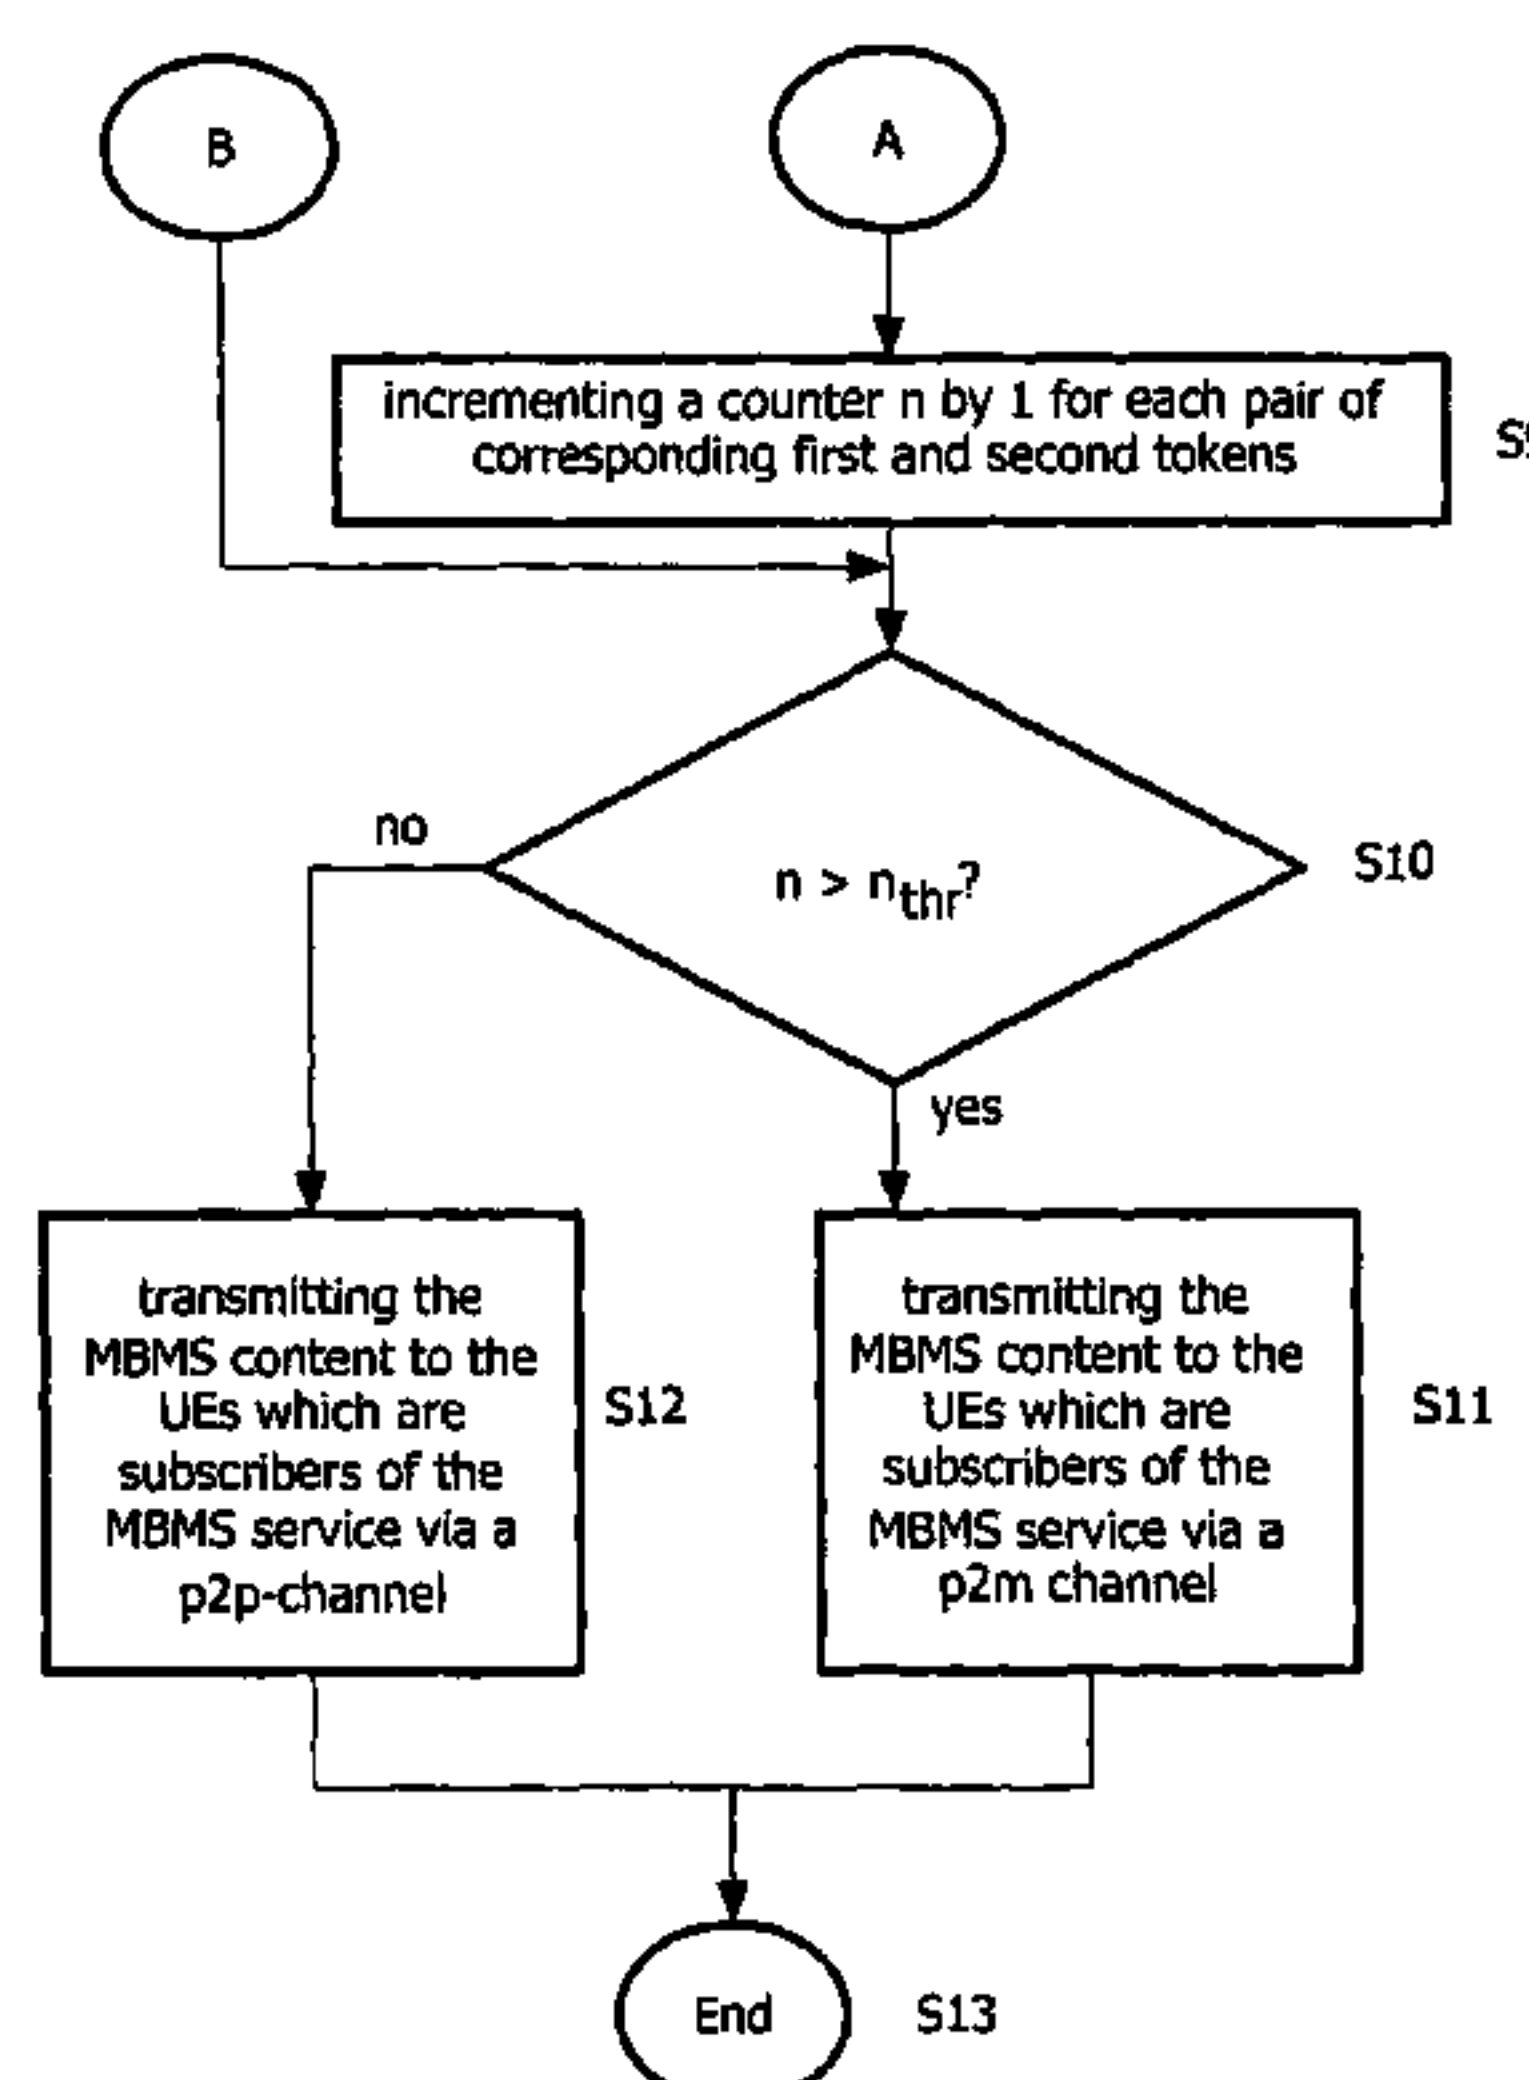 B
A
incrementing a counter n by 1 for each pair of
corresponding first and second tokens
no
n > nthr?
S10
yes
transmitting the
MBMS content to the
UEs which are
subscribers of the
MBMS service via a
p2p-channel
S12
transmitting the
MBMS content to the
UEs which are
subscribers of the
MBMS service via a
p2m channel
S11
End
S13